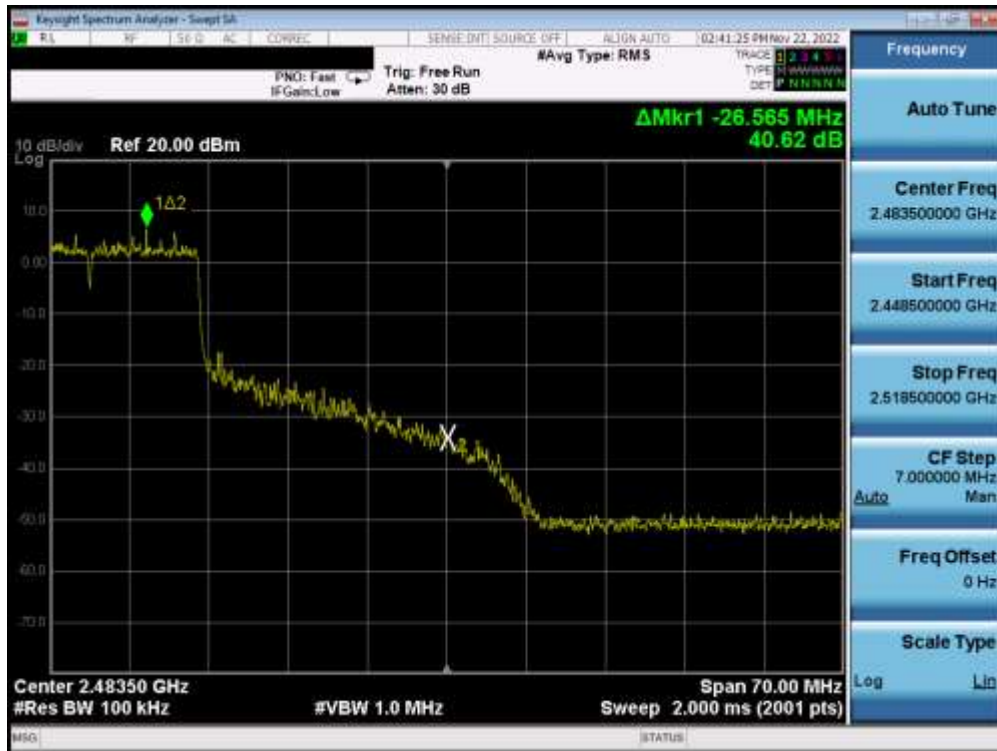 Keysight Spectrum Analyzer - Swept SA
RL RF 50 Ω AC CORREC SENSE:INT SOURCE OFF ALIGN AUTO 02:41:25 PM Nov 22, 2022
#Avg Type: RMS
TRACE 1 2 3 4 5 6
PNO: Fast Trig: Free Run
TYPE
IFGain:Low Atten: 30 dB
DET P N N N N N
Frequency
Auto Tune
ΔMkr1 -26.565 MHz
40.62 dB
10 dB/div Ref 20.00 dBm
Log
1Δ2
10.0
0.00
-10.0
-20.0
-30.0
-40.0
-50.0
-60.0
-70.0
X2
Center Freq
2.483500000 GHz
Start Freq
2.448500000 GHz
Stop Freq
2.518500000 GHz
CF Step
7.000000 MHz
Auto Man
Freq Offset
0 Hz
Scale Type
Log Lin
Center 2.48350 GHz Span 70.00 MHz
#Res BW 100 kHz #VBW 1.0 MHz Sweep 2.000 ms (2001 pts)
MSG STATUS